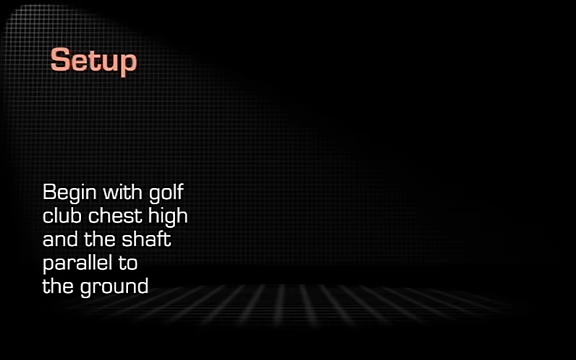 Setup
Begin with golf
club chest high
and the shaft
parallel to
the ground